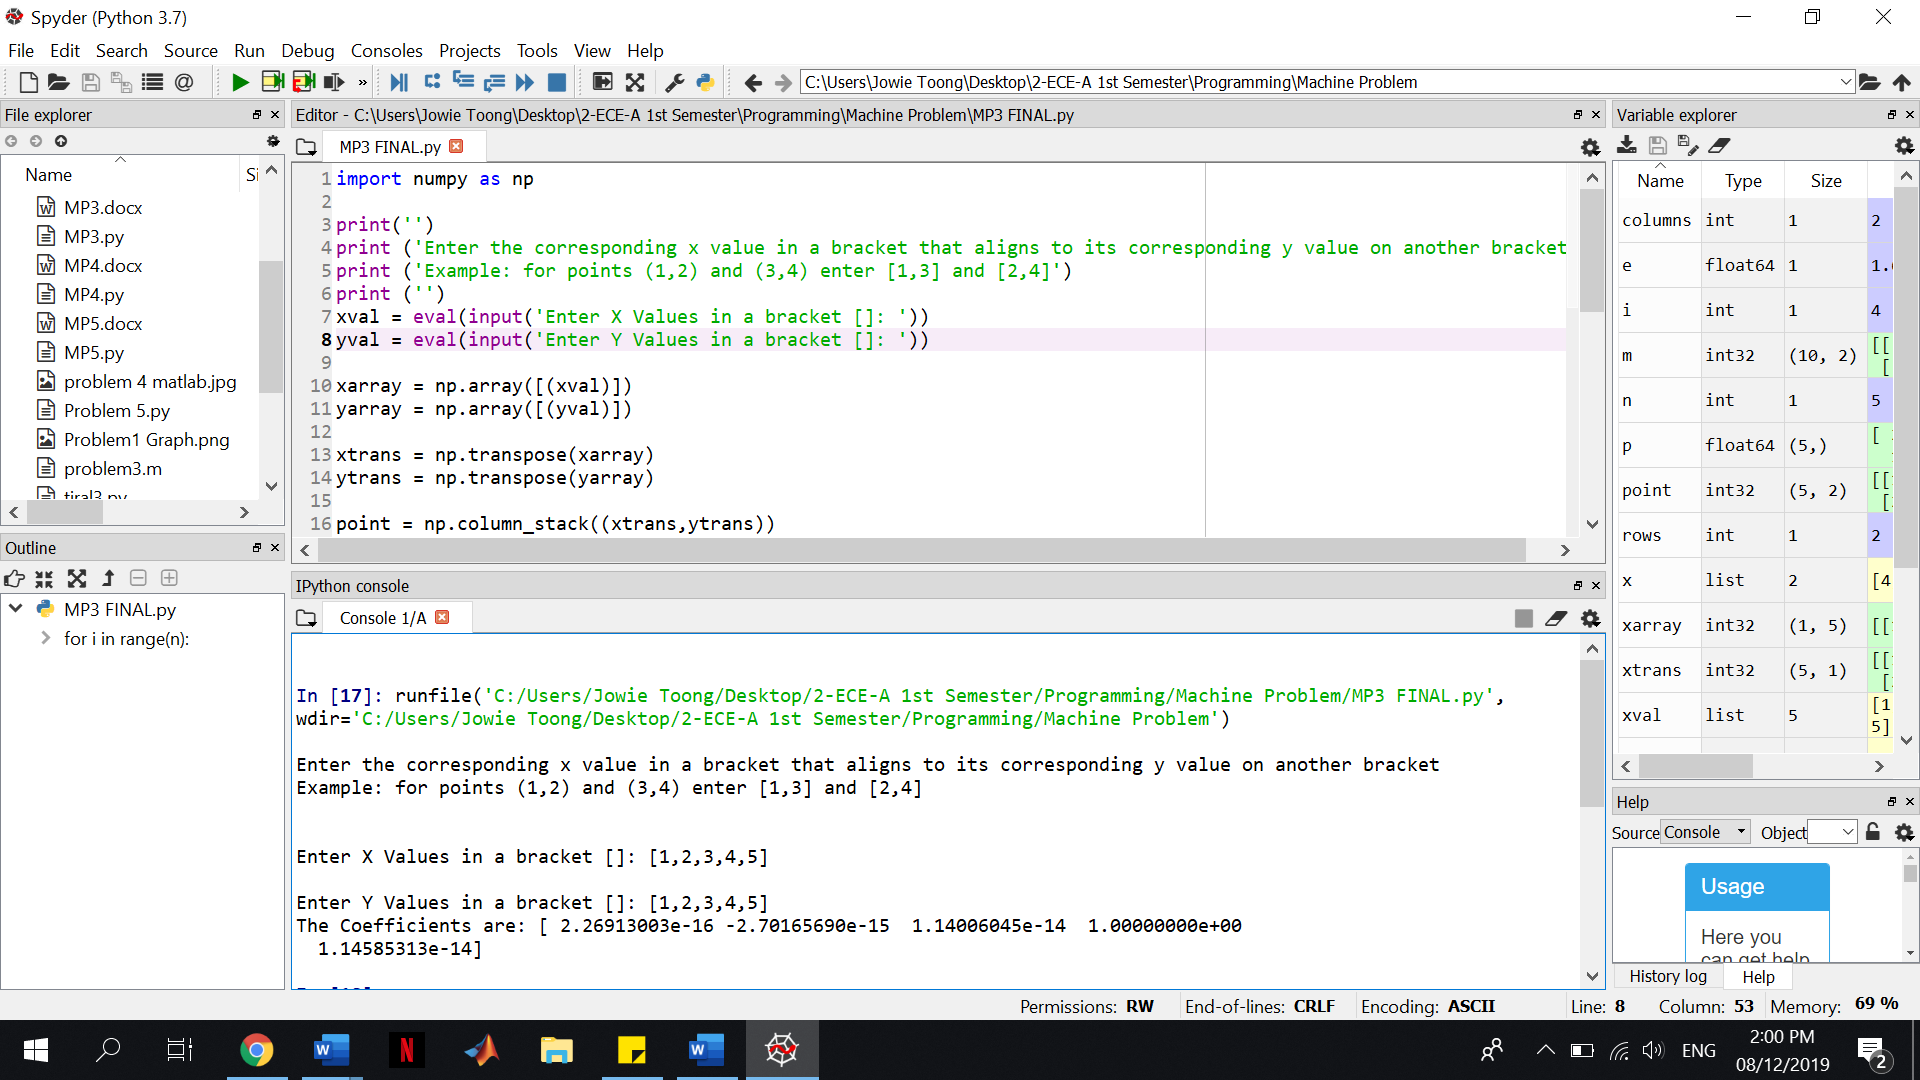 Spyder (Python 3.7)
File Edit Search Source Run Debug Consoles Projects Tools View Help
C:\Users\Jowie Toong\Desktop\2-ECE-A 1st Semester\Programming\Machine Problem
File explorer
Name
MP3.docx
MP3.py
MP4.docx
MP4.py
MP5.docx
MP5.py
problem 4 matlab.jpg
Problem 5.py
Problem1 Graph.png
problem3.m
tiral3.py
Outline
MP3 FINAL.py
for i in range(n):
Editor - C:\Users\Jowie Toong\Desktop\2-ECE-A 1st Semester\Programming\Machine Problem\MP3 FINAL.py
MP3 FINAL.py
1 import numpy as np
2
3 print('')
4 print ('Enter the corresponding x value in a bracket that aligns to its corresponding y value on another bracket
5 print ('Example: for points (1,2) and (3,4) enter [1,3] and [2,4]')
6 print ('')
7 xval = eval(input('Enter X Values in a bracket []: '))
8 yval = eval(input('Enter Y Values in a bracket []: '))
9
10 xarray = np.array([(xval)])
11 yarray = np.array([(yval)])
12
13 xtrans = np.transpose(xarray)
14 ytrans = np.transpose(yarray)
15
16 point = np.column_stack((xtrans,ytrans))
IPython console
Console 1/A
In [17]: runfile('C:/Users/Jowie Toong/Desktop/2-ECE-A 1st Semester/Programming/Machine Problem/MP3 FINAL.py',
wdir='C:/Users/Jowie Toong/Desktop/2-ECE-A 1st Semester/Programming/Machine Problem')
Enter the corresponding x value in a bracket that aligns to its corresponding y value on another bracket
Example: for points (1,2) and (3,4) enter [1,3] and [2,4]
Enter X Values in a bracket []: [1,2,3,4,5]
Enter Y Values in a bracket []: [1,2,3,4,5]
The Coefficients are: [ 2.26913003e-16 -2.70165690e-15  1.14006045e-14  1.00000000e+00
1.14585313e-14]
Variable explorer
Name Type Size
columns int 1 2
e float64 1 1.
i int 1 4
m int32 (10, 2) [[
[
n int 1 5
p float64 (5,) [
point int32 (5, 2) [[
[
rows int 1 2
x list 2 [4
xarray int32 (1, 5) [[
xtrans int32 (5, 1) [[
[
xval list 5 [1
5]
Help
Source Console Object
Usage
Here you
can get help
History log Help
Permissions: RW End-of-lines: CRLF Encoding: ASCII Line: 8 Column: 53 Memory: 69 %
ENG
2:00 PM
08/12/2019
2